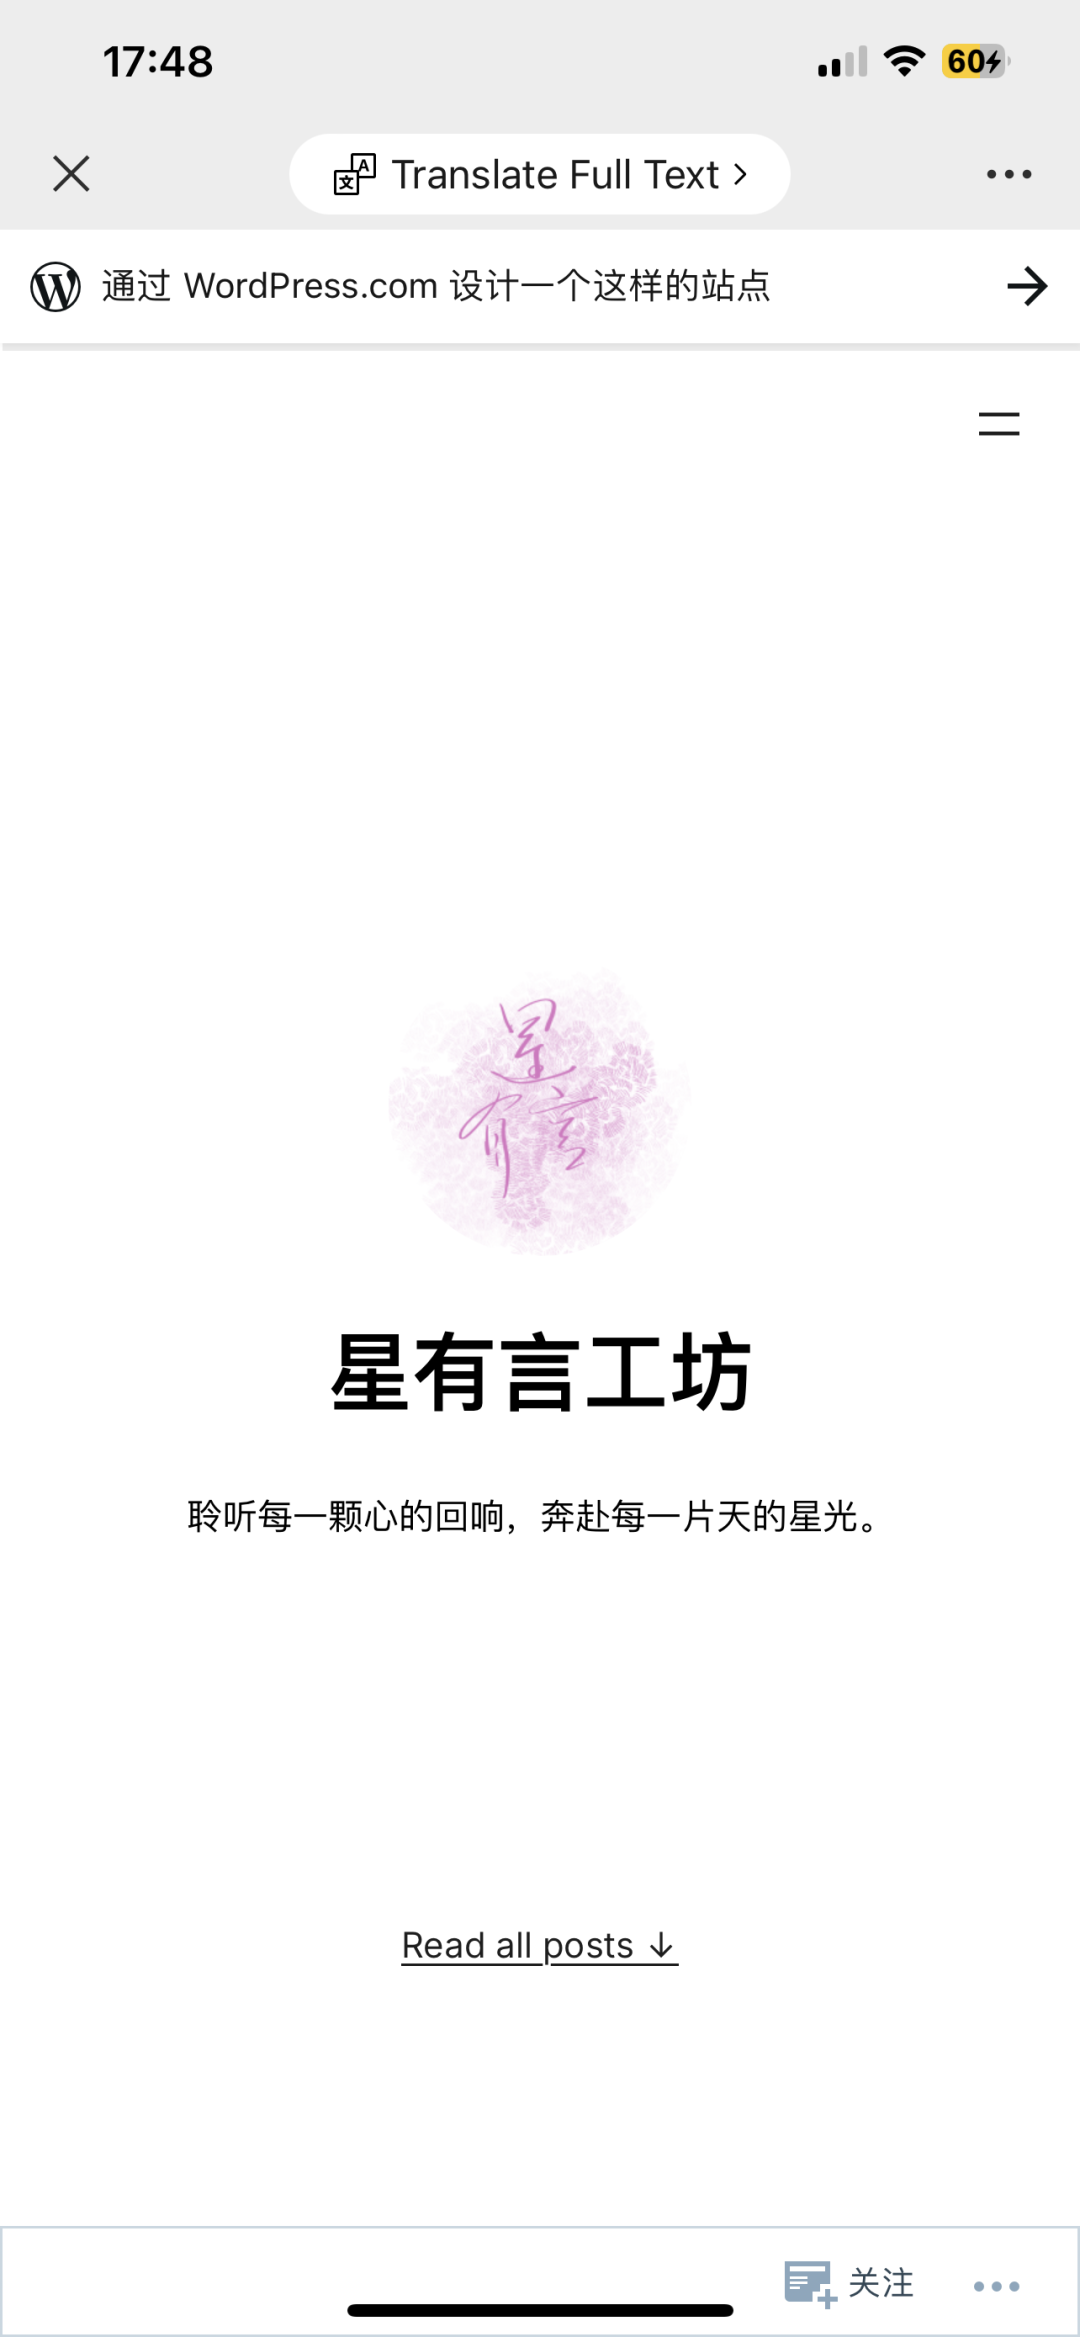 17:48
60
Translate Full Text
通过 WordPress.com 设计一个这样的站点
星
有言
星有言工坊
聆听每一颗心的回响，奔赴每一片天的星光。
Read all posts ↓
关注